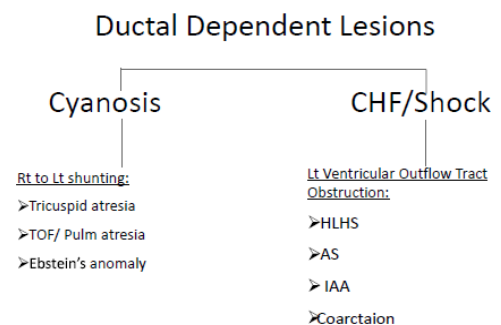 Ductal Dependent Lesions
Cyanosis
CHF/Shock
Rt to Lt shunting:
➢Tricuspid atresia
➢TOF/ Pulm atresia
➢Ebstein's anomaly
Lt Ventricular Outflow Tract
Obstruction:
➢HLHS
➢AS
➢ IAA
➢Coarctaion